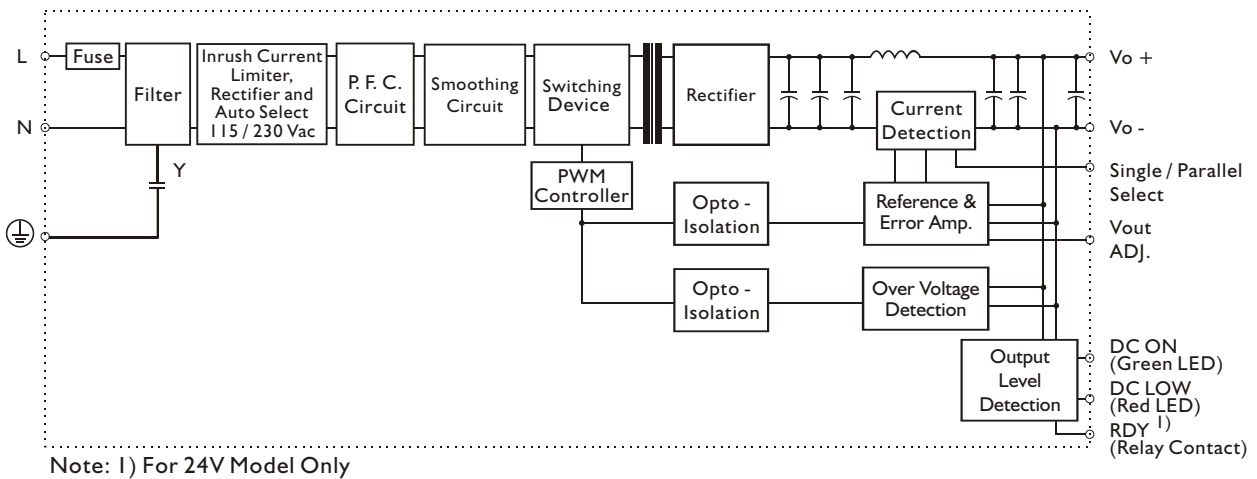 L
Fuse
N
Filter
Y
Inrush Current
Limiter,
Rectifier and
Auto Select
115 / 230 Vac
P. F. C.
Circuit
Smoothing
Circuit
Switching
Device
PWM
Controller
Rectifier
Current
Detection
Opto -
Isolation
Reference &
Error Amp.
Opto -
Isolation
Over Voltage
Detection
Output
Level
Detection
Vo +
Vo -
Single / Parallel
Select
Vout
ADJ.
DC ON
(Green LED)
DC LOW
(Red LED)
RDY 1)
(Relay Contact)
Note: 1) For 24V Model Only